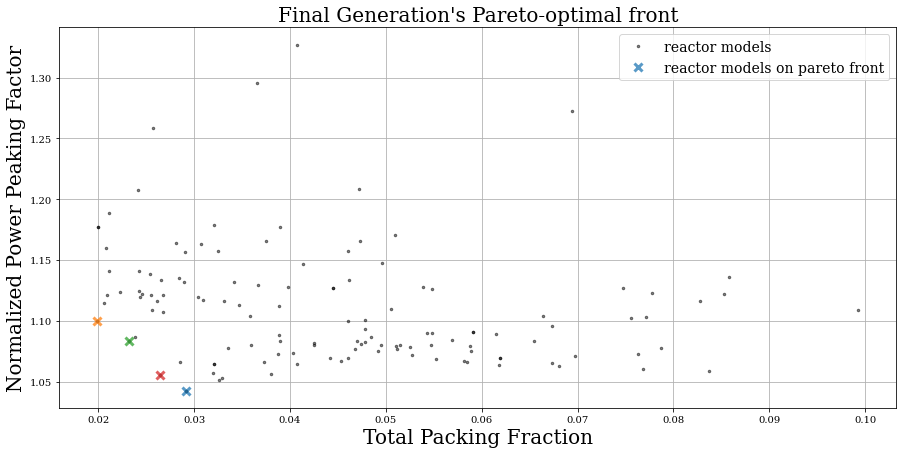 Final Generation's Pareto-optimal front
reactor models
reactor models on pareto front
Normalized Power Peaking Factor
1.30
1.25
1.20
1.15
1.10
1.05
0.02 0.03 0.04 0.05 0.06 0.07 0.08 0.09 0.10
Total Packing Fraction